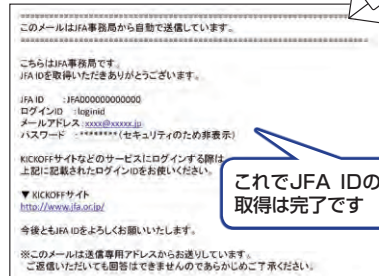 このメールはJFA事務局から自動で送信しています。
こちらはJFA事務局です。
JFA IDを取得いただきありがとうございます。
JFA ID :JFAD00000000000
ログインID :loginid
メールアドレス:xxxx@xxxxx.jp
パスワード :********(セキュリティのため非表示)
KICKOFFサイトなどのサービスにログインする際は
上記に記載されたログインIDをお使いください。
▼ KICKOFFサイト
http://www.jfa.or.jp/
今後ともJFA IDをよろしくお願いいたします。
※このメールは送信専用アドレスからお送りしています。
ご返信いただいても回答はできませんのであらかじめご了承ください。
これでJFA IDの
取得は完了です